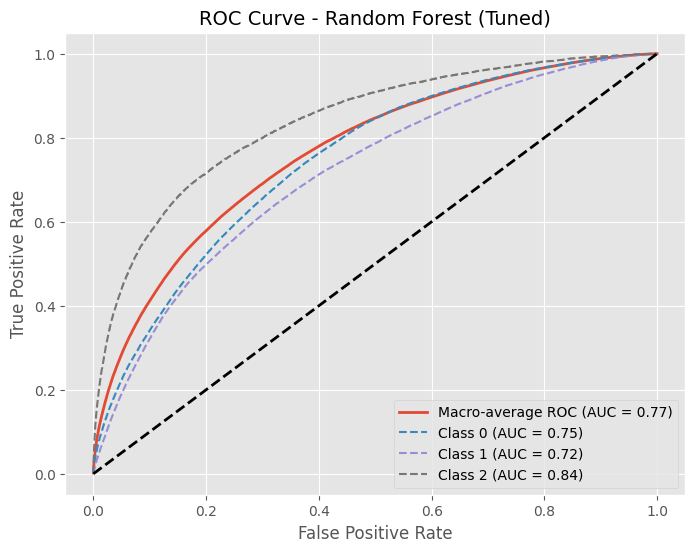 ROC Curve - Random Forest (Tuned)
True Positive Rate
1.0
0.8
0.6
0.4
0.2
0.0
Macro-average ROC (AUC = 0.77)
Class 0 (AUC = 0.75)
Class 1 (AUC = 0.72)
Class 2 (AUC = 0.84)
0.0 0.2 0.4 0.6 0.8 1.0
False Positive Rate